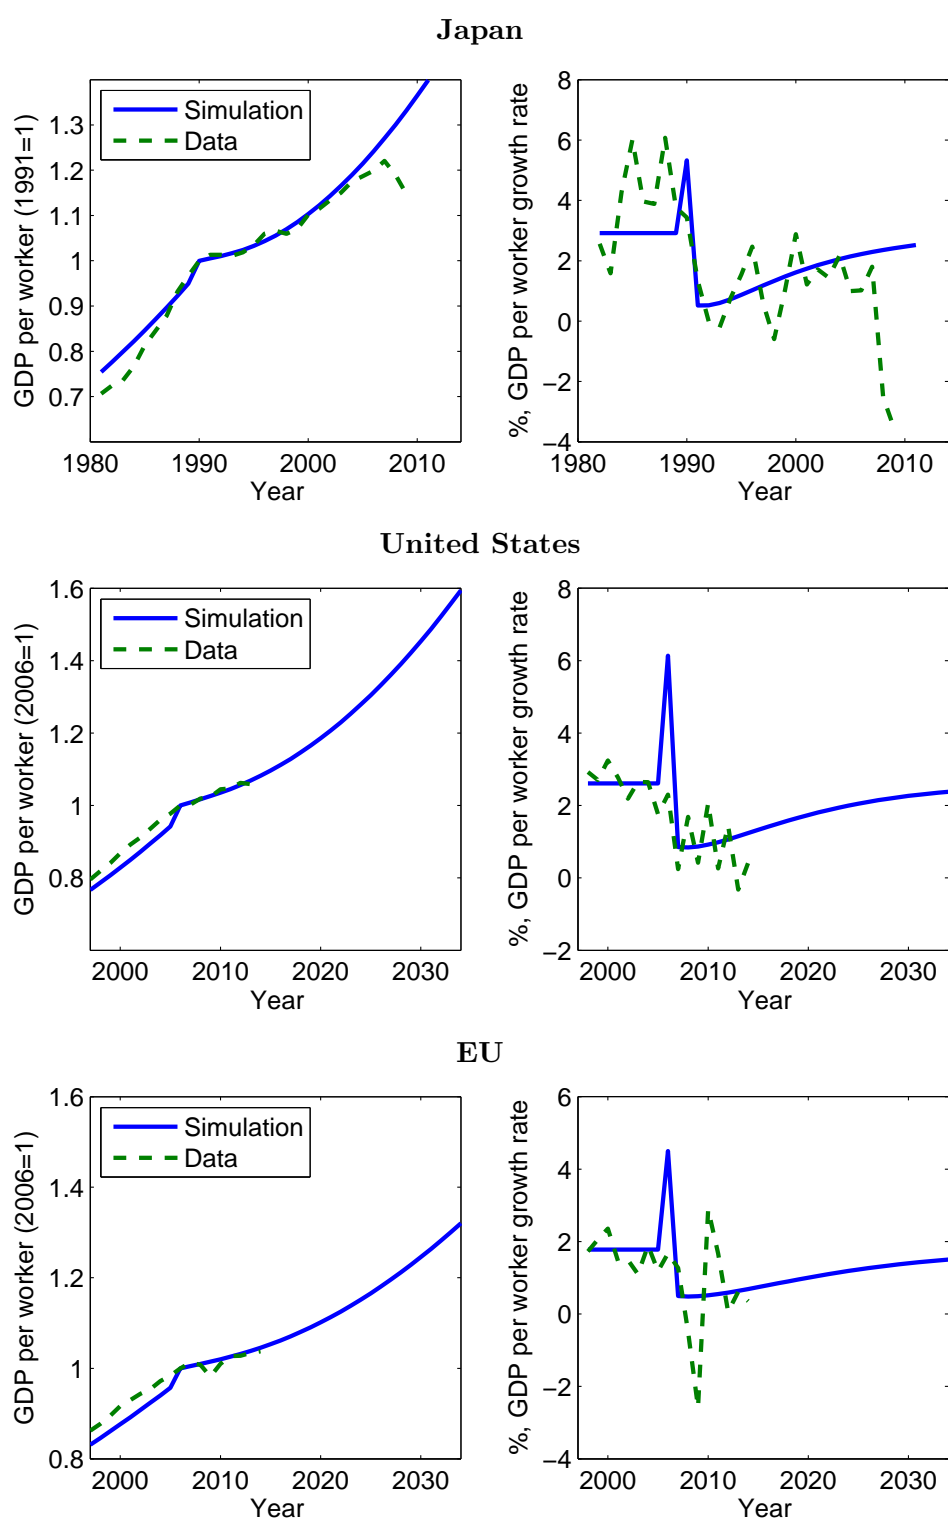 Japan
GDP per worker (1991=1)
1.3
1.2
1.1
1
0.9
0.8
0.7
Simulation
Data
1980 1990 2000 2010
Year
%, GDP per worker growth rate
8
6
4
2
0
−2
−4
1980 1990 2000 2010
Year
United States
GDP per worker (2006=1)
1.6
1.4
1.2
1
0.8
Simulation
Data
2000 2010 2020 2030
Year
%, GDP per worker growth rate
8
6
4
2
0
−2
2000 2010 2020 2030
Year
EU
GDP per worker (2006=1)
1.6
1.4
1.2
1
0.8
Simulation
Data
2000 2010 2020 2030
Year
%, GDP per worker growth rate
6
4
2
0
−2
−4
2000 2010 2020 2030
Year